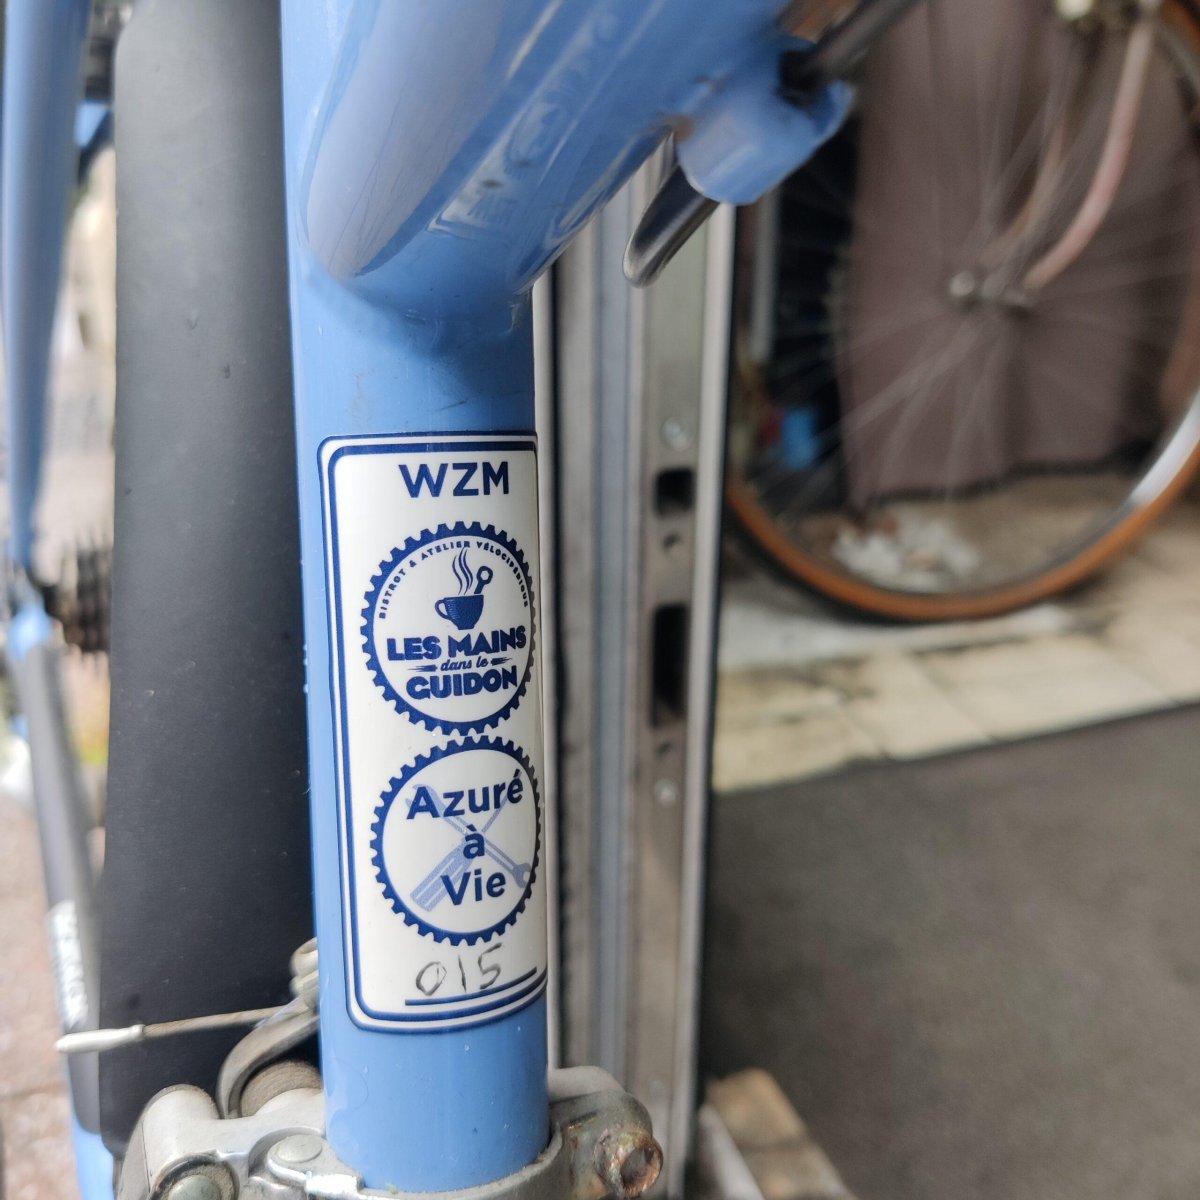 WZM
BISTROT & ATELIER VÉLOCIPÉDIQUE
LES MAINS
dans le
GUIDON
Azuré
à
Vie
015